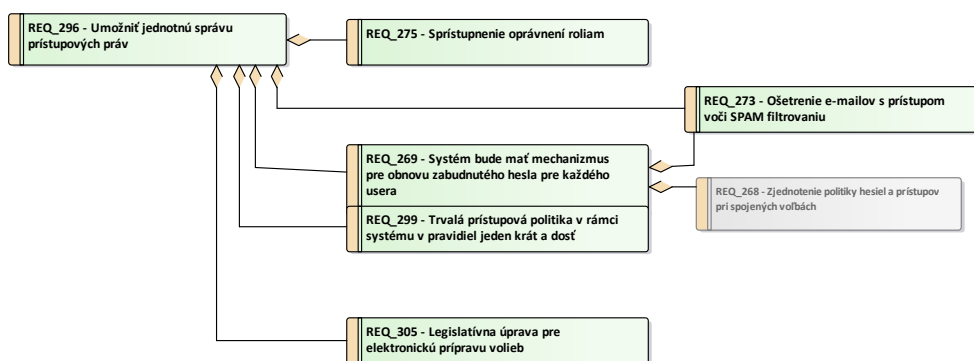 REQ_296 - Umožniť jednotnú správu
prístupových práv
REQ_275 - Sprístupnenie oprávnení roliam
REQ_273 - Ošetrenie e-mailov s prístupom
voči SPAM filtrovaniu
REQ_269 - Systém bude mať mechanizmus
pre obnovu zabudnutého hesla pre každého
usera
REQ_268 - Zjednotenie politiky hesiel a prístupov
pri spojených voľbách
REQ_299 - Trvalá prístupová politika v rámci
systému v pravidiel jeden krát a dosť
REQ_305 - Legislatívna úprava pre
elektronickú prípravu volieb